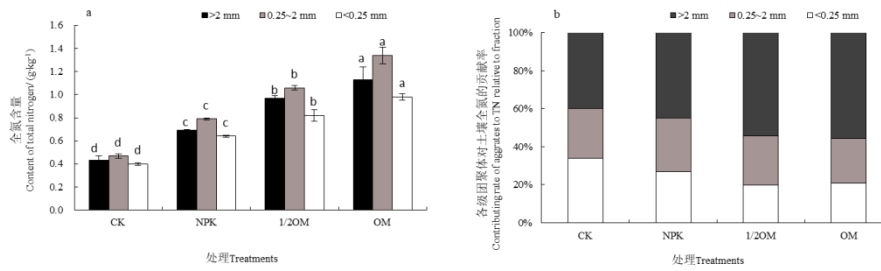 a
>2 mm 0.25~2 mm <0.25 mm
全氮含量
Content of total nitrogen/ (g·kg⁻¹)
1.6
1.4
1.2
1.0
0.8
0.6
0.4
0.2
0.0
d d d
c c c
b b b
a a a
CK NPK 1/2OM OM
处理Treatments
b
>2 mm 0.25~2 mm <0.25 mm
各级团聚体对土壤全氮的贡献率
Contributing rate of aggrates to TN relative to fraction
100%
80%
60%
40%
20%
0%
CK NPK 1/2OM OM
处理Treatments